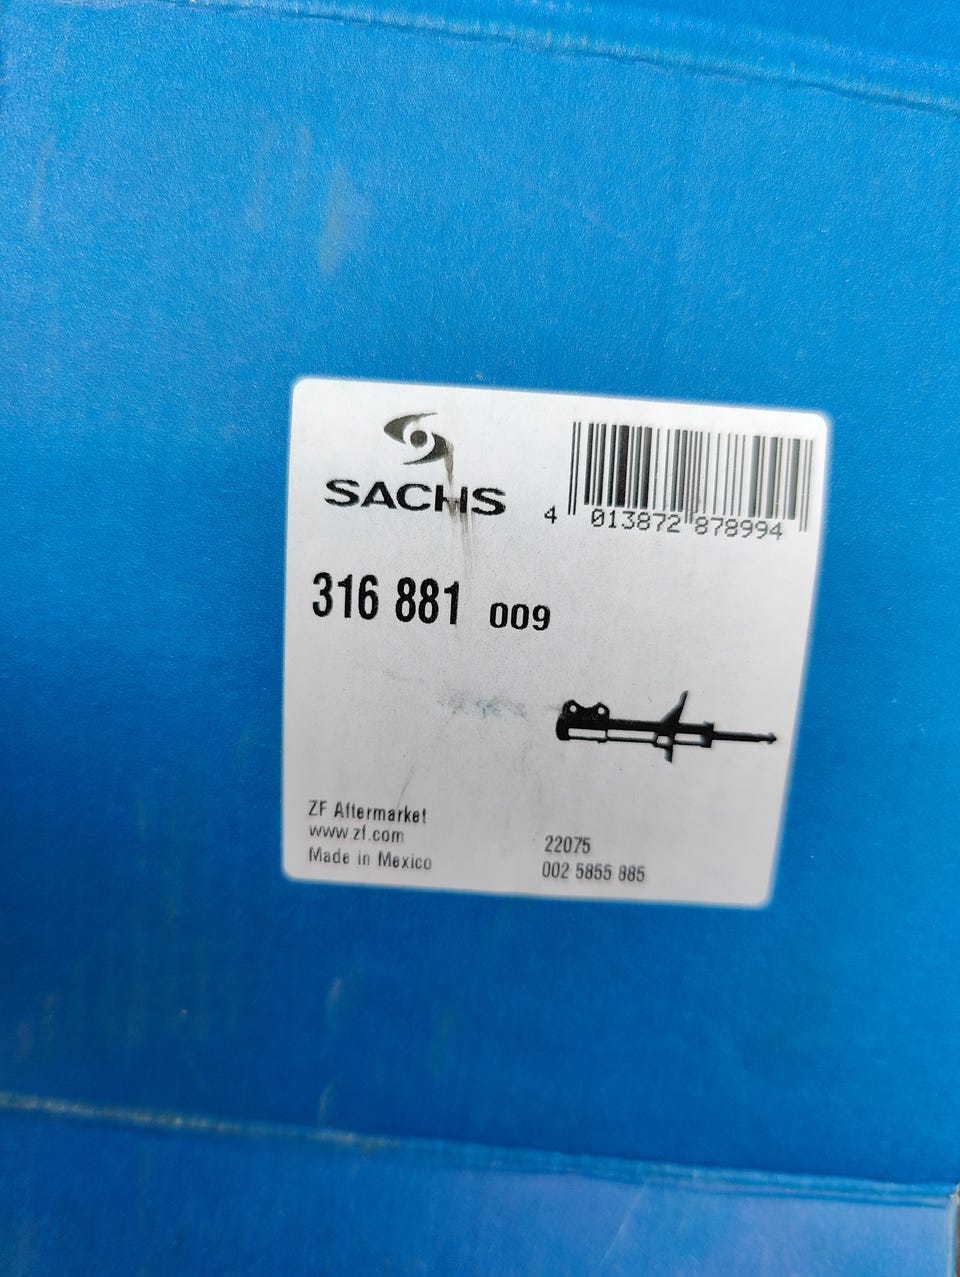 SACHS
4 013872 878994
316 881 009
ZF Aftermarket
www.zf.com
Made in Mexico
22075
002 5855 885